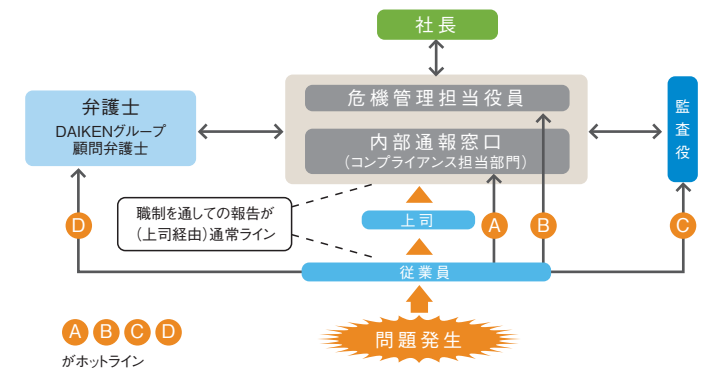 社長
危機管理担当役員
内部通報窓口
（コンプライアンス担当部門）
弁護士
DAIKENグループ
顧問弁護士
監査役
職制を通しての報告が
（上司経由）通常ライン
上司
D
A
B
C
従業員
問題発生
A B C D
がホットライン